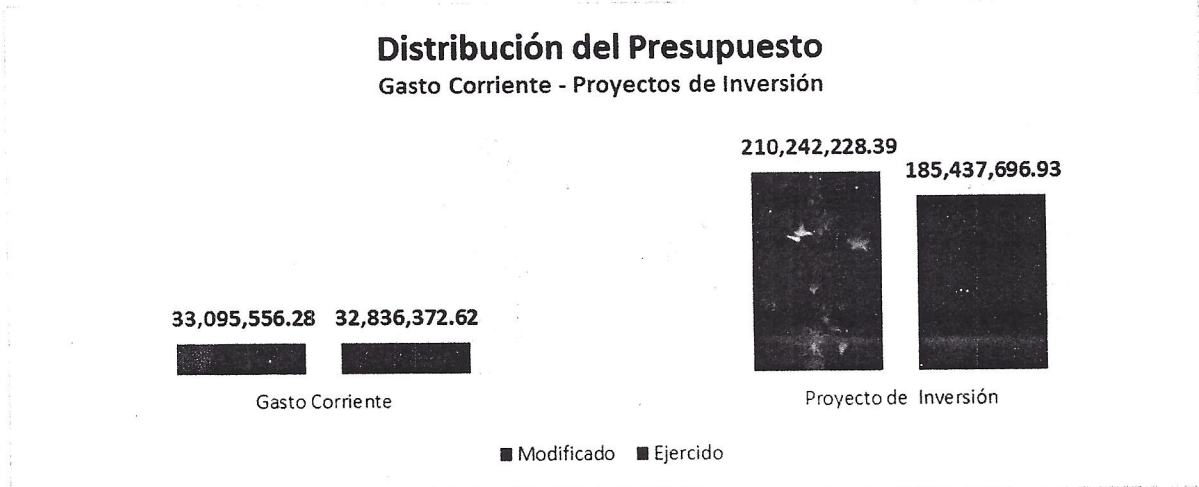 Distribución del Presupuesto
Gasto Corriente - Proyectos de Inversión
210,242,228.39
185,437,696.93
33,095,556.28 32,836,372.62
Gasto Corriente
Proyecto de Inversión
Modificado Ejercido